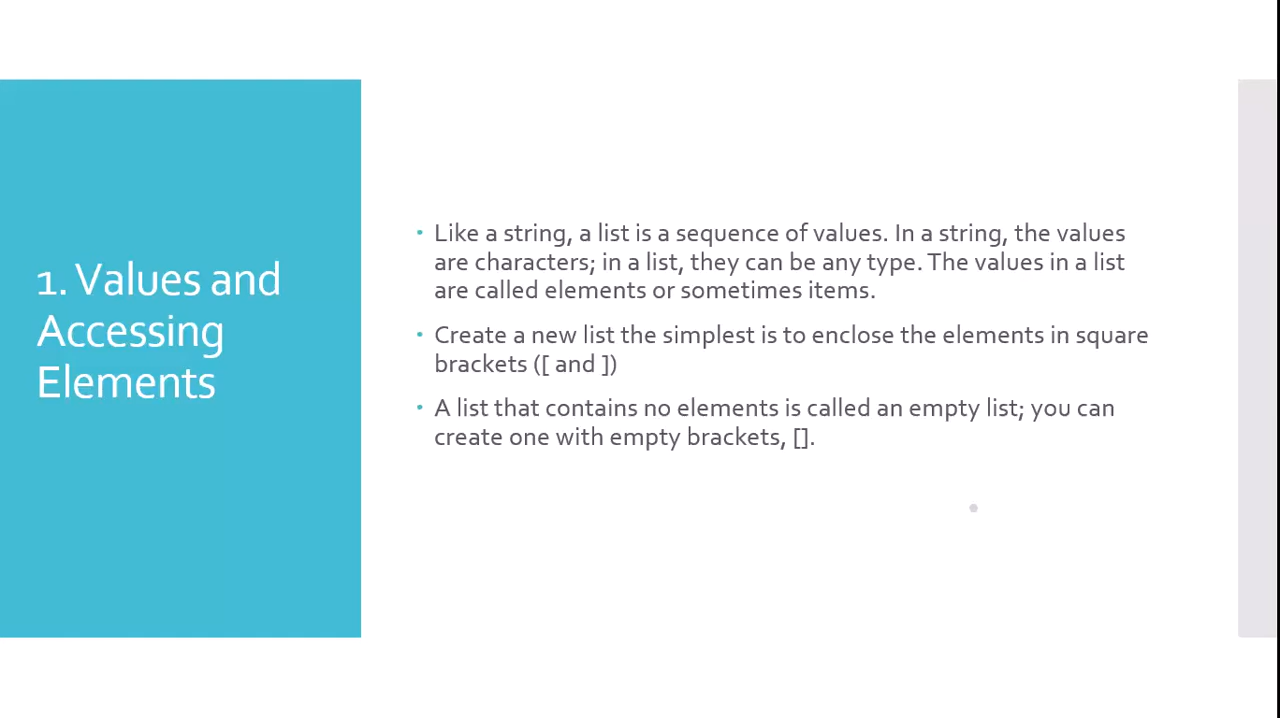 1. Values and
Accessing
Elements
• Like a string, a list is a sequence of values. In a string, the values
are characters; in a list, they can be any type. The values in a list
are called elements or sometimes items.
• Create a new list the simplest is to enclose the elements in square
brackets ([ and ])
• A list that contains no elements is called an empty list; you can
create one with empty brackets, [].